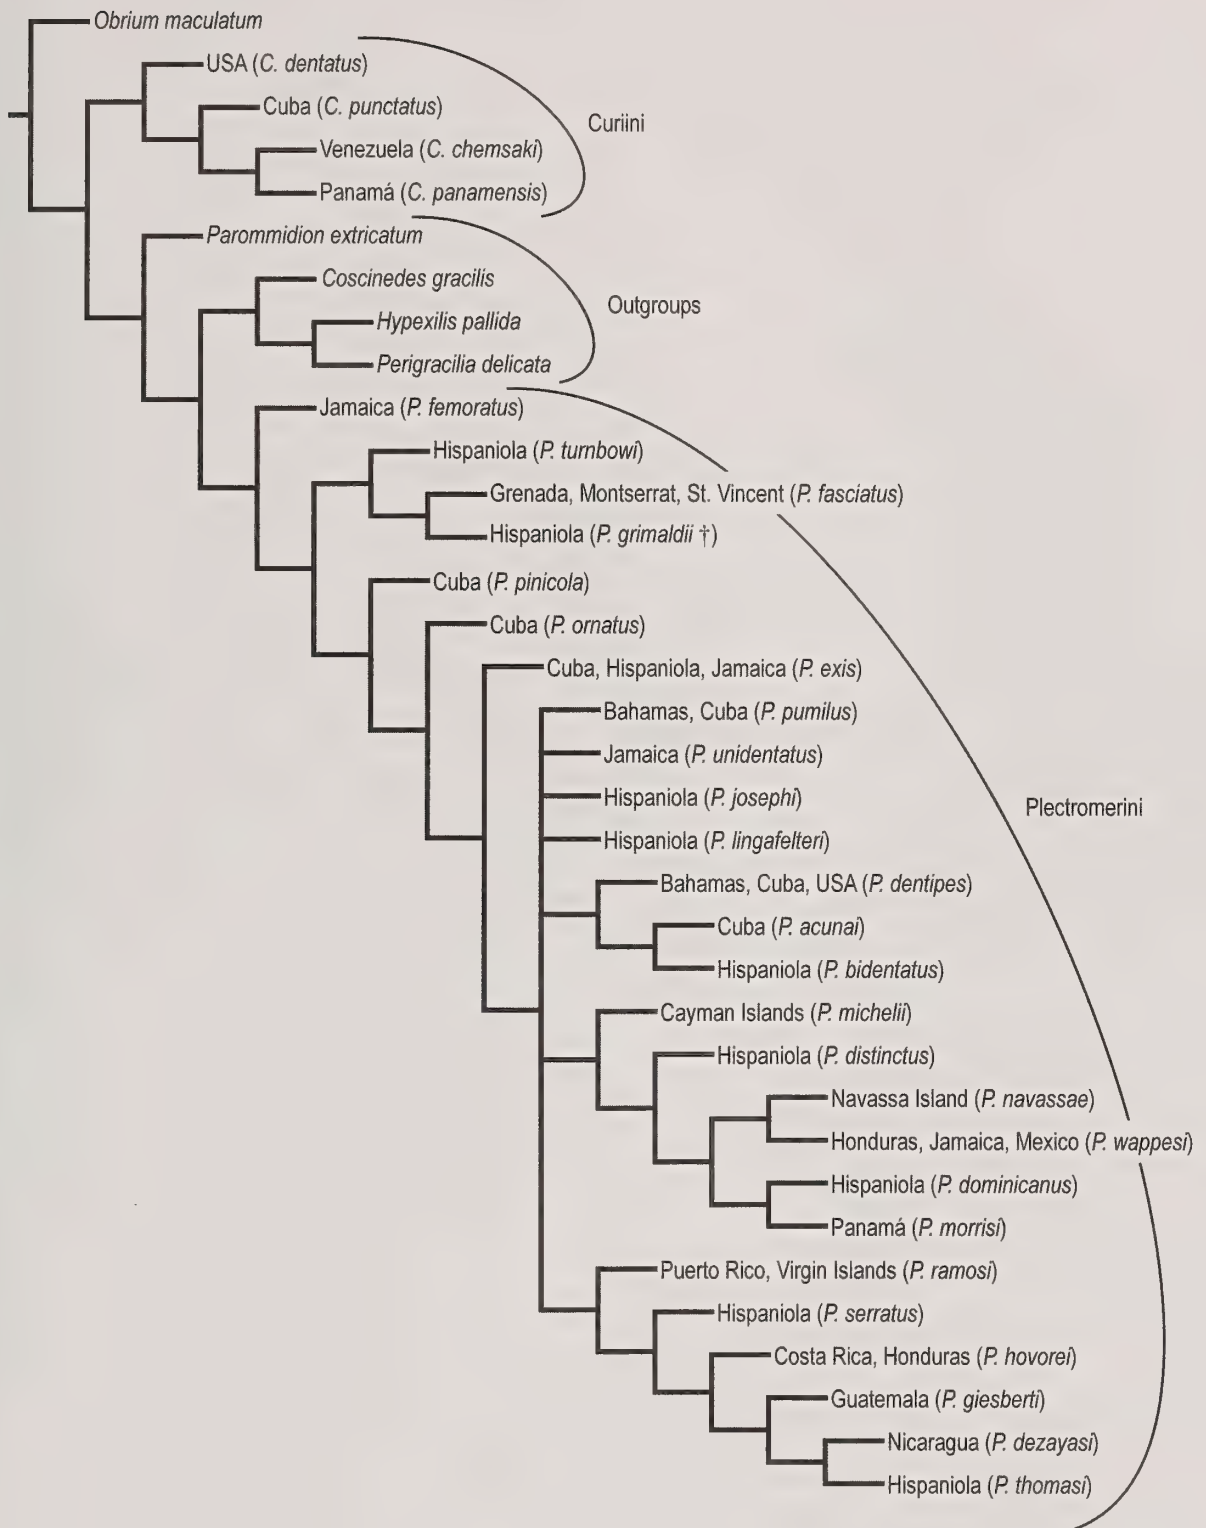 Obrium maculatum
USA (C. dentatus)
Cuba (C. punctatus)
Curiini
Venezuela (C. chemsaki)
Panamá (C. panamensis)
Parommidion extricatum
Coscinedes gracilis
Outgroups
Hypexilis pallida
Perigracilia delicata
Jamaica (P. femoratus)
Hispaniola (P. turnbowi)
Grenada, Montserrat, St. Vincent (P. fasciatus)
Hispaniola (P. grimaldii †)
Cuba (P. pinicola)
Cuba (P. ornatus)
Cuba, Hispaniola, Jamaica (P. exis)
Bahamas, Cuba (P. pumilus)
Jamaica (P. unidentatus)
Hispaniola (P. josephi)
Plectromerini
Hispaniola (P. lingafelteri)
Bahamas, Cuba, USA (P. dentipes)
Cuba (P. acunai)
Hispaniola (P. bidentatus)
Cayman Islands (P. michelii)
Hispaniola (P. distinctus)
Navassa Island (P. navassae)
Honduras, Jamaica, Mexico (P. wappesi)
Hispaniola (P. dominicanus)
Panamá (P. morrisi)
Puerto Rico, Virgin Islands (P. ramosi)
Hispaniola (P. serratus)
Costa Rica, Honduras (P. hovorei)
Guatemala (P. giesberti)
Nicaragua (P. dezayasi)
Hispaniola (P. thomasi)